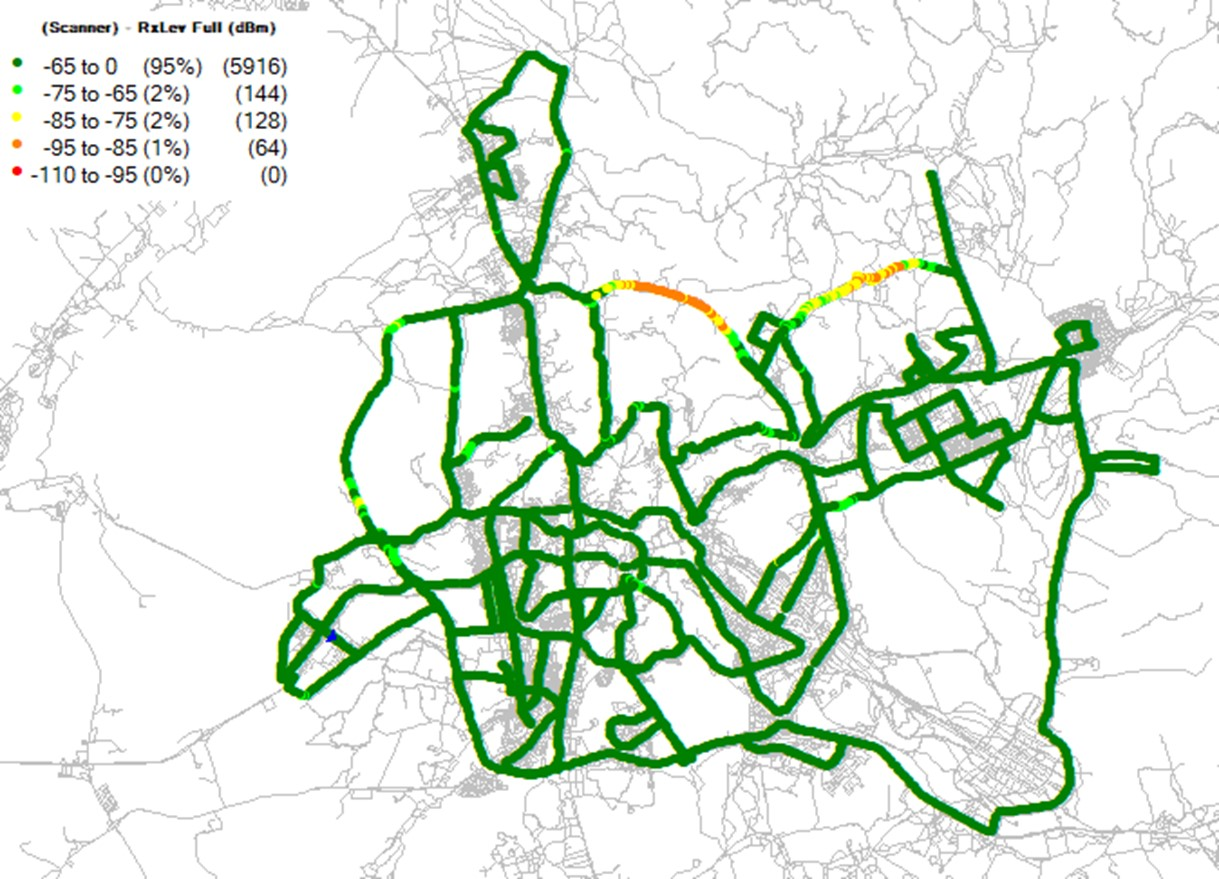 (Scanner) - RxLev Full (dBm)
-65 to 0 (95%) (5916)
-75 to -65 (2%) (144)
-85 to -75 (2%) (128)
-95 to -85 (1%) (64)
-110 to -95 (0%) (0)